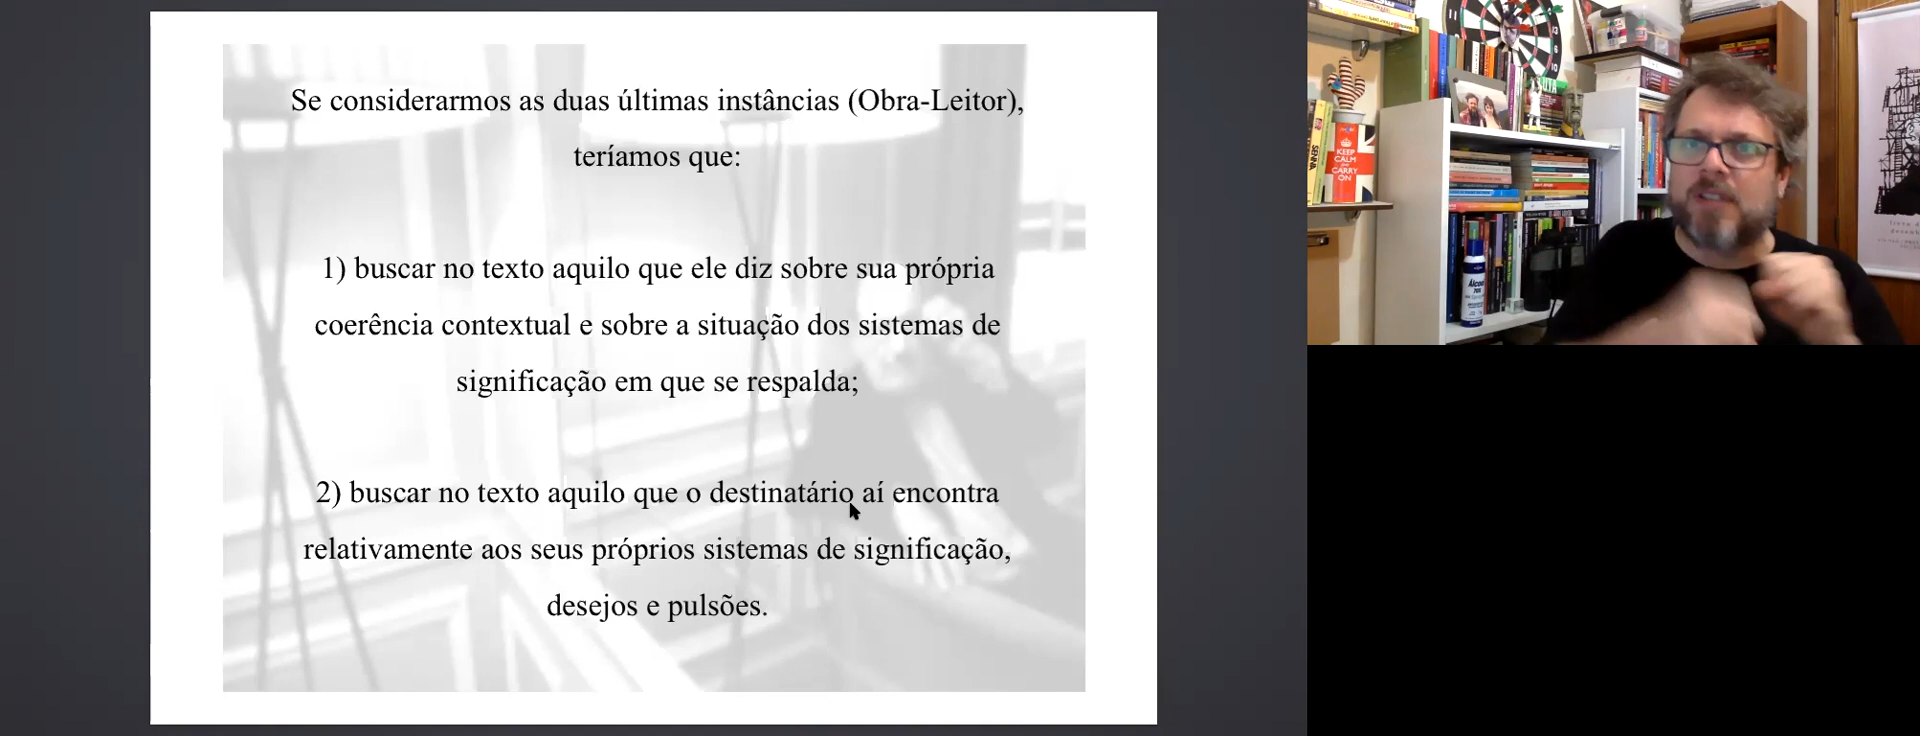 Se considerarmos as duas últimas instâncias (Obra-Leitor),
teríamos que:
1) buscar no texto aquilo que ele diz sobre sua própria
coerência contextual e sobre a situação dos sistemas de
significação em que se respalda;
2) buscar no texto aquilo que o destinatário aí encontra
relativamente aos seus próprios sistemas de significação,
desejos e pulsões.
KEEP
CALM
CARRY
ON
SENNA
Álcool